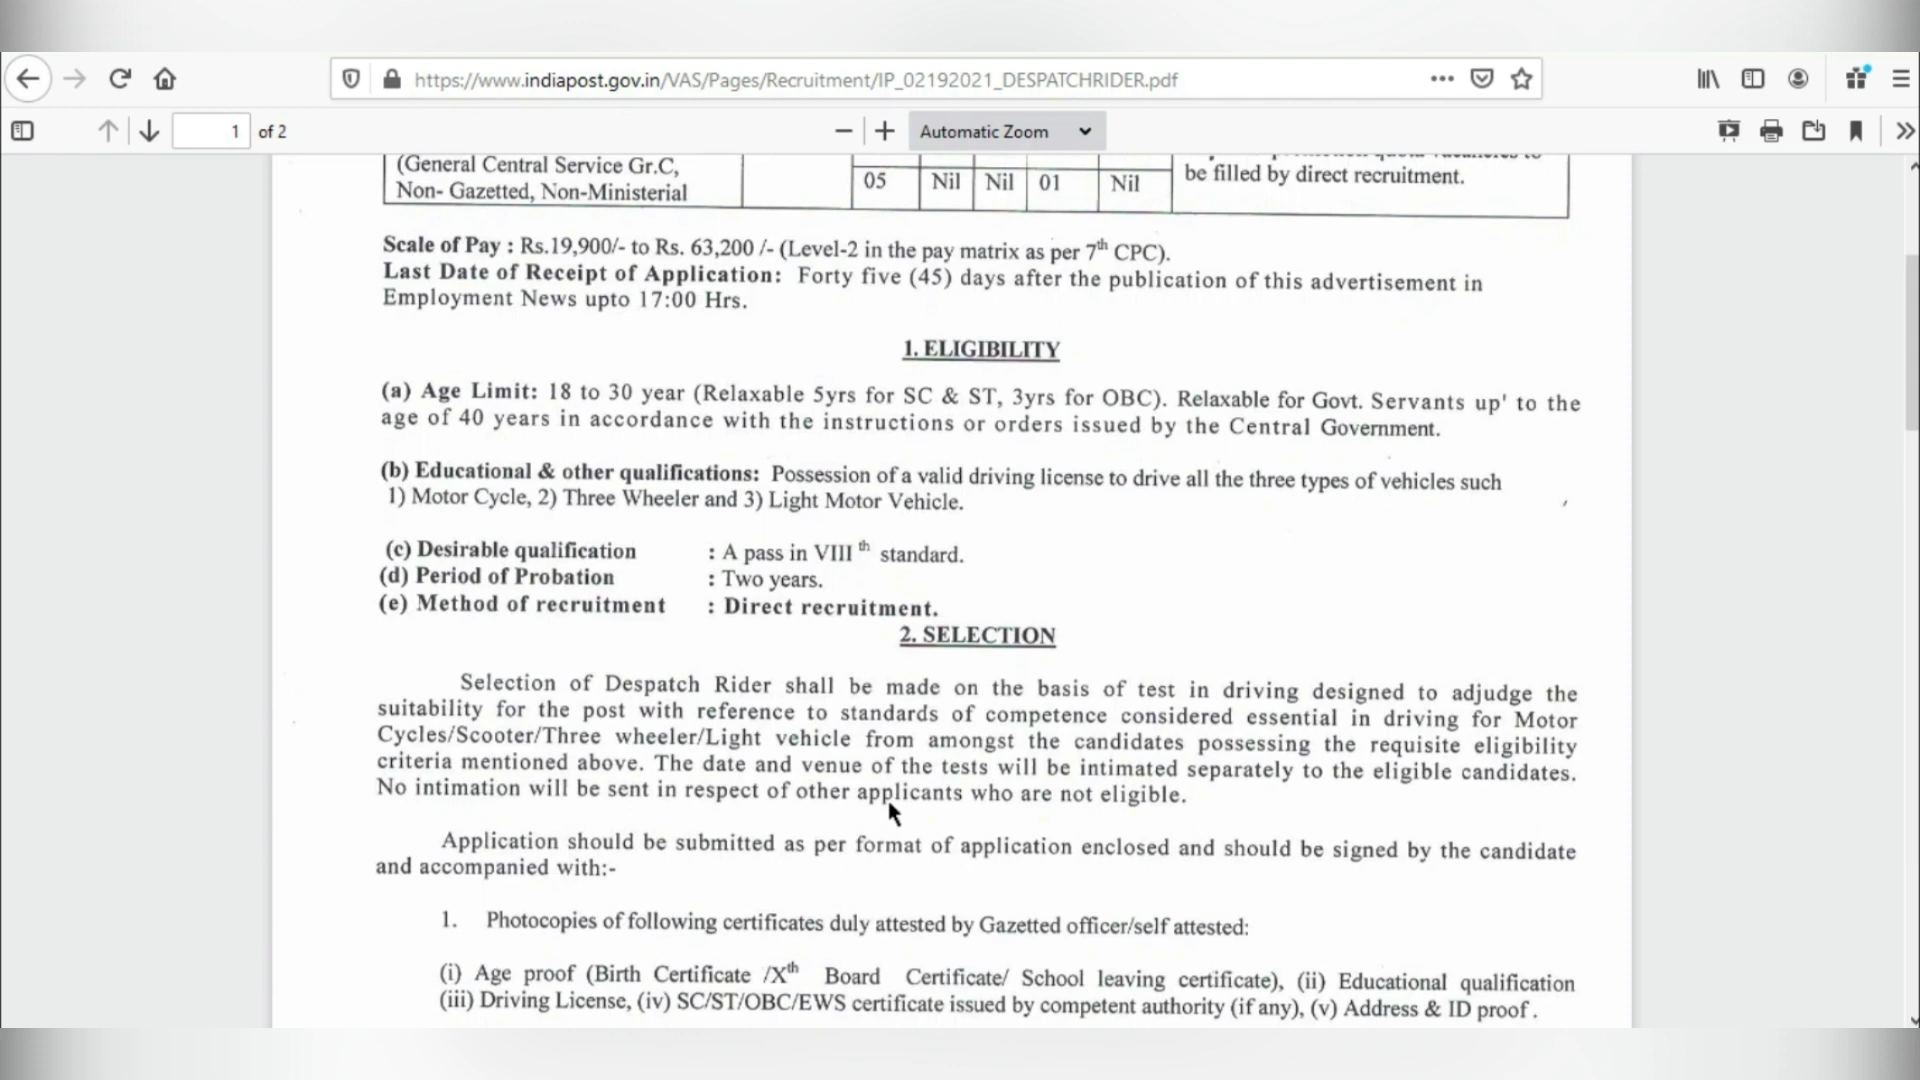 https://www.indiapost.gov.in/VAS/Pages/Recruitment/IP_02192021_DESPATCHRIDER.pdf
1 of 2
Automatic Zoom
(General Central Service Gr.C,
Non- Gazetted, Non-Ministerial
05 Nil Nil 01 Nil
be filled by direct recruitment.
Scale of Pay : Rs.19,900/- to Rs. 63,200 /- (Level-2 in the pay matrix as per 7th CPC).
Last Date of Receipt of Application: Forty five (45) days after the publication of this advertisement in
Employment News upto 17:00 Hrs.
1. ELIGIBILITY
(a) Age Limit: 18 to 30 year (Relaxable 5yrs for SC & ST, 3yrs for OBC). Relaxable for Govt. Servants up' to the
age of 40 years in accordance with the instructions or orders issued by the Central Government.
(b) Educational & other qualifications: Possession of a valid driving license to drive all the three types of vehicles such
1) Motor Cycle, 2) Three Wheeler and 3) Light Motor Vehicle.
(c) Desirable qualification : A pass in VIII th standard.
(d) Period of Probation : Two years.
(e) Method of recruitment : Direct recruitment.
2. SELECTION
Selection of Despatch Rider shall be made on the basis of test in driving designed to adjudge the
suitability for the post with reference to standards of competence considered essential in driving for Motor
Cycles/Scooter/Three wheeler/Light vehicle from amongst the candidates possessing the requisite eligibility
criteria mentioned above. The date and venue of the tests will be intimated separately to the eligible candidates.
No intimation will be sent in respect of other applicants who are not eligible.
Application should be submitted as per format of application enclosed and should be signed by the candidate
and accompanied with:-
1. Photocopies of following certificates duly attested by Gazetted officer/self attested:
(i) Age proof (Birth Certificate /Xth Board Certificate/ School leaving certificate), (ii) Educational qualification
(iii) Driving License, (iv) SC/ST/OBC/EWS certificate issued by competent authority (if any), (v) Address & ID proof .